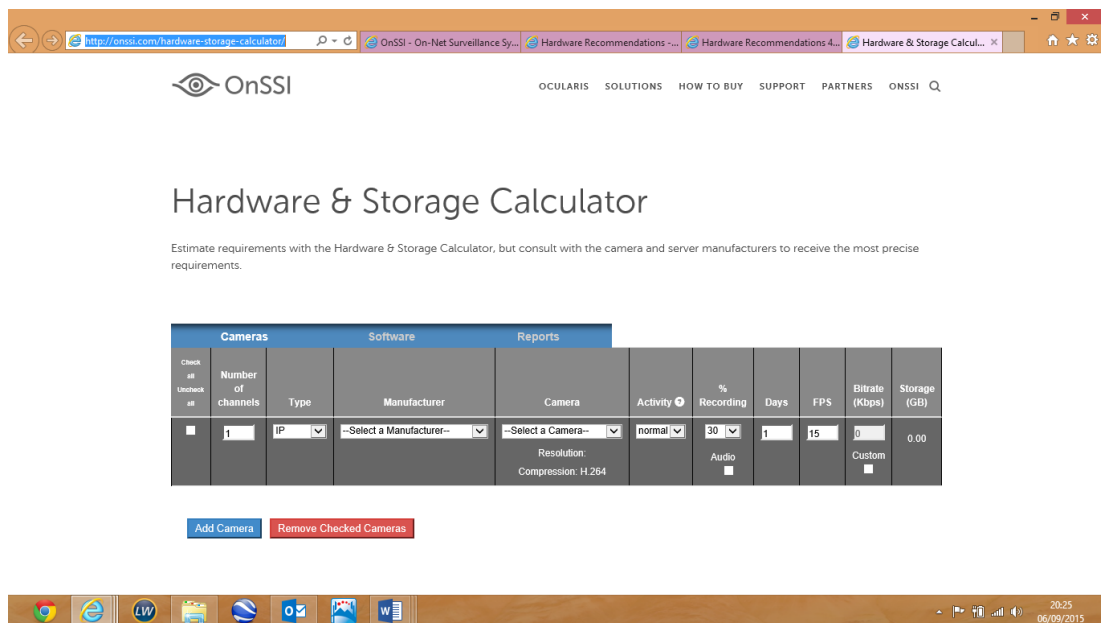 http://onssi.com/hardware-storage-calculator/
OnSSI - On-Net Surveillance Sy...
Hardware Recommendations -...
Hardware Recommendations 4...
Hardware & Storage Calcul...
OnSSI
OCULARIS SOLUTIONS HOW TO BUY SUPPORT PARTNERS ONSSI
Hardware & Storage Calculator
Estimate requirements with the Hardware & Storage Calculator, but consult with the camera and server manufacturers to receive the most precise
requirements.
Cameras Software Reports
Check
all
Uncheck
all
Number
of
channels
Type
Manufacturer
Camera
Activity ?
%
Recording
Days
FPS
Bitrate
(Kbps)
Storage
(GB)
1
IP
--Select a Manufacturer--
--Select a Camera--
Resolution:
Compression: H.264
normal
30
Audio
1
15
0
Custom
0.00
Add Camera
Remove Checked Cameras
LW
20:25
06/09/2015